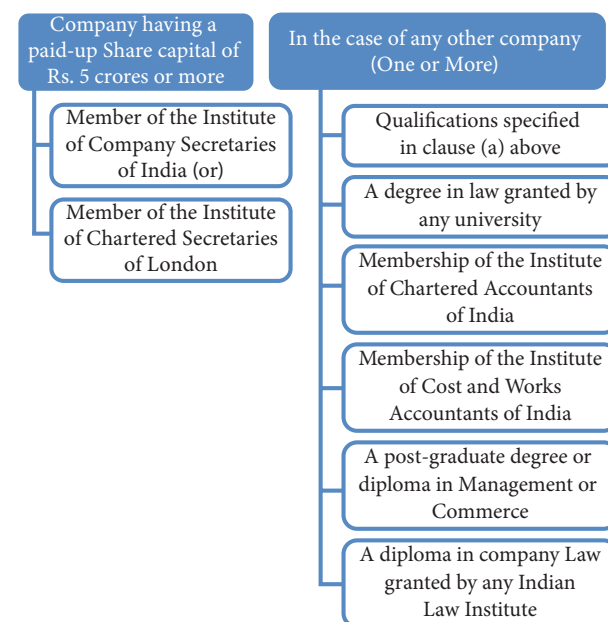 Company having a
paid-up Share capital of
Rs. 5 crores or more
Member of the Institute
of Company Secretaries
of India (or)
Member of the Institute
of Chartered Secretaries
of London
In the case of any other company
(One or More)
Qualifications specified
in clause (a) above
A degree in law granted by
any university
Membership of the Institute
of Chartered Accountants
of India
Membership of the Institute
of Cost and Works
Accountants of India
A post-graduate degree or
diploma in Management or
Commerce
A diploma in company Law
granted by any Indian
Law Institute